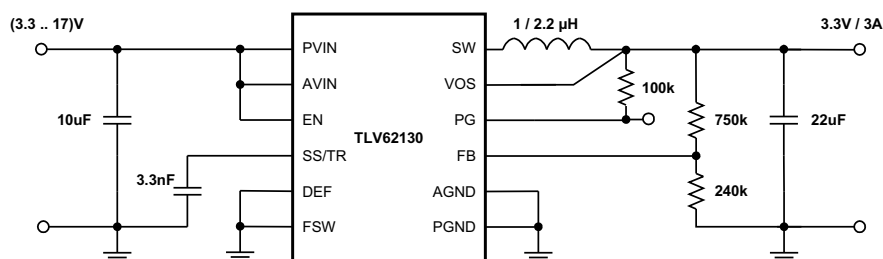 (3.3 .. 17)V
1 / 2.2 µH
3.3V / 3A
PVIN
SW
AVIN
VOS
100k
10uF
EN
PG
750k
22uF
TLV62130
SS/TR
FB
3.3nF
DEF
AGND
240k
FSW
PGND